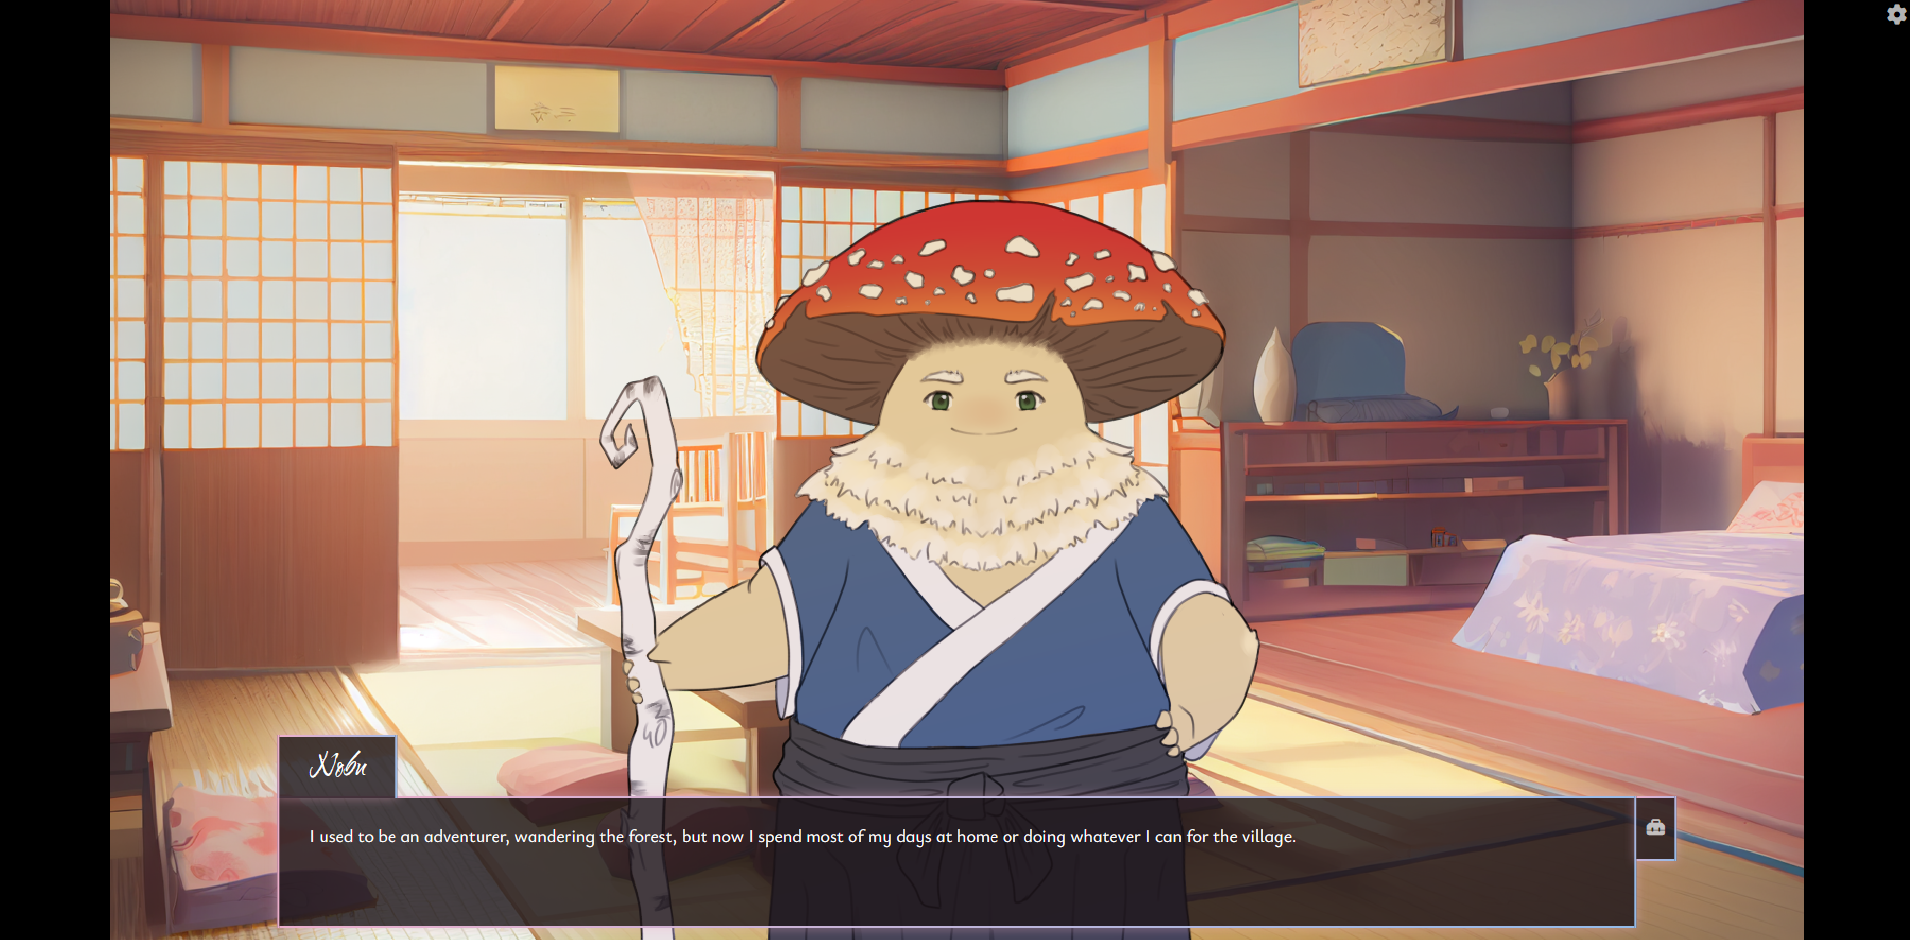 Nobu
I used to be an adventurer, wandering the forest, but now I spend most of my days at home or doing whatever I can for the village.